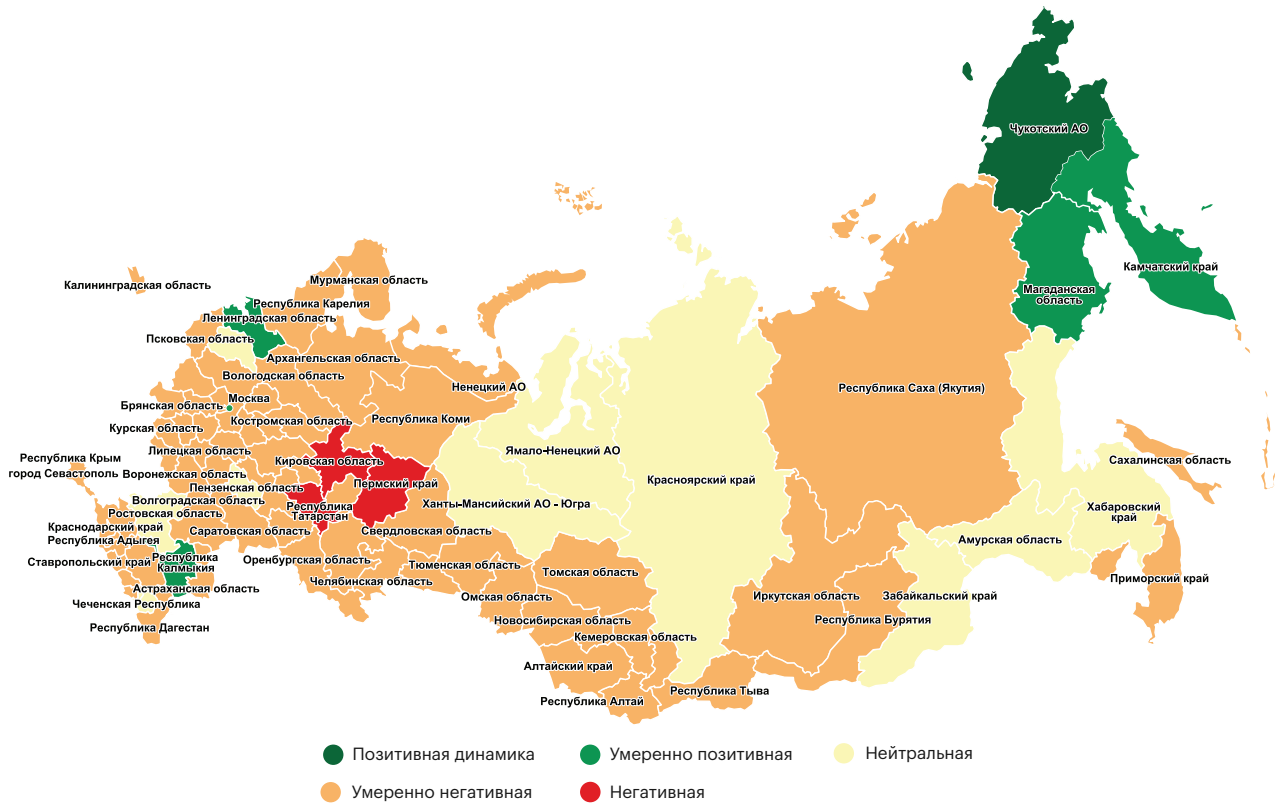 Чукотский АО
Камчатский край
Магаданская
область
Калининградская область
Мурманская область
Республика Карелия
Ленинградская область
Псковская область
Архангельская область
Вологодская область
Ненецкий АО
Республика Саха (Якутия)
Москва
Брянская область
Костромская область
Республика Коми
Курская область
Липецкая область
Ямало-Ненецкий АО
Республика Крым
город Севастополь
Кировская область
Сахалинская область
Воронежская область
Пензенская область
Пермский край
Красноярский край
Волгоградская область
Республика
Татарстан
Ханты-Мансийский АО - Югра
Хабаровский
край
Ростовская область
Краснодарский край
Саратовская область
Свердловская область
Республика Адыгея
Амурская область
Ставропольский край
Республика
Калмыкия
Оренбургская область
Тюменская область
Томская область
Челябинская область
Приморский край
Астраханская область
Омская область
Иркутская область
Забайкальский край
Чеченская Республика
Новосибирская область
Республика Бурятия
Республика Дагестан
Кемеровская область
Алтайский край
Республика Тыва
Республика Алтай
Позитивная динамика
Умеренно позитивная
Нейтральная
Умеренно негативная
Негативная